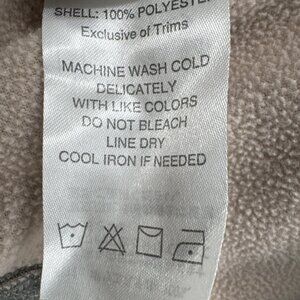 SHELL: 100% POLYESTER
Exclusive of Trims
MACHINE WASH COLD
DELICATELY
WITH LIKE COLORS
DO NOT BLEACH
LINE DRY
COOL IRON IF NEEDED